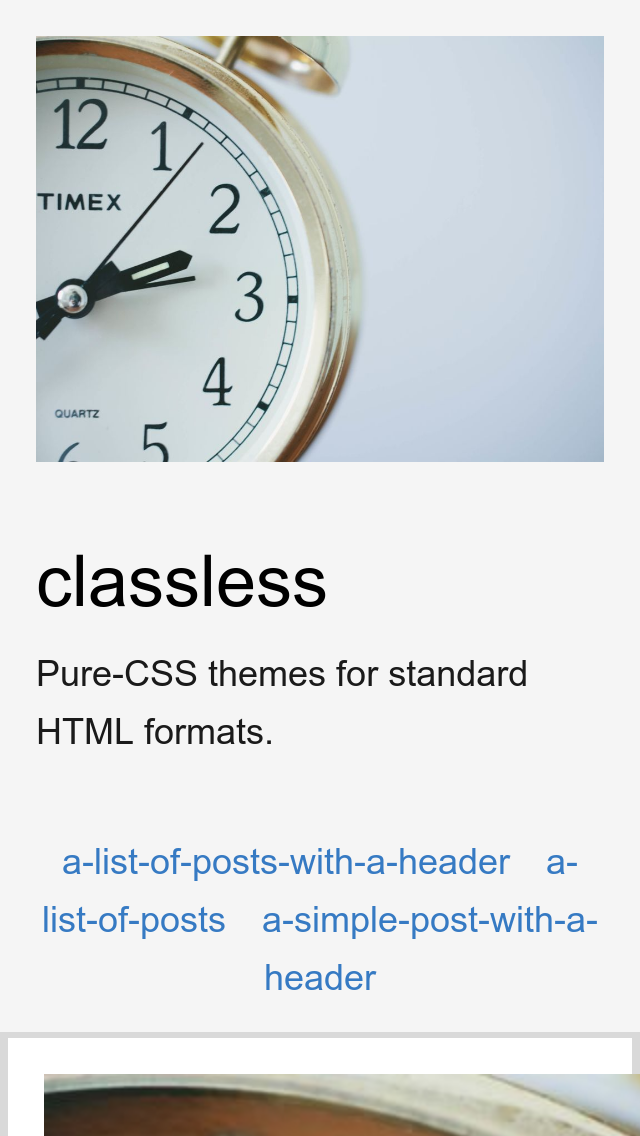 12
1
TIMEX
2
3
4
QUARTZ
5
6
classless
Pure-CSS themes for standard
HTML formats.
a-list-of-posts-with-a-header a-
list-of-posts a-simple-post-with-a-
header